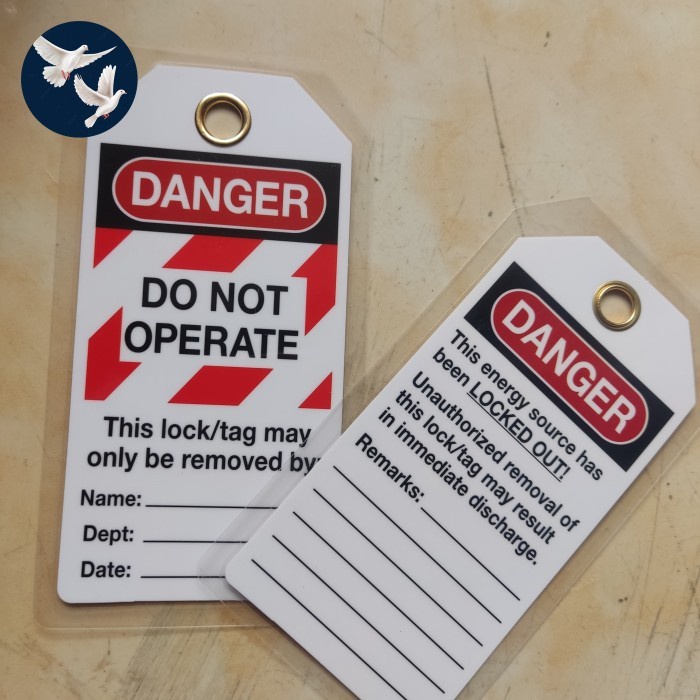 DANGER
DO NOT
OPERATE
This lock/tag may
only be removed by
Name:
Dept:
Date:
DANGER
This energy source has
been LOCKED OUT!
Unauthorized removal of
this lock/tag may result
in immediate discharge.
Remarks: